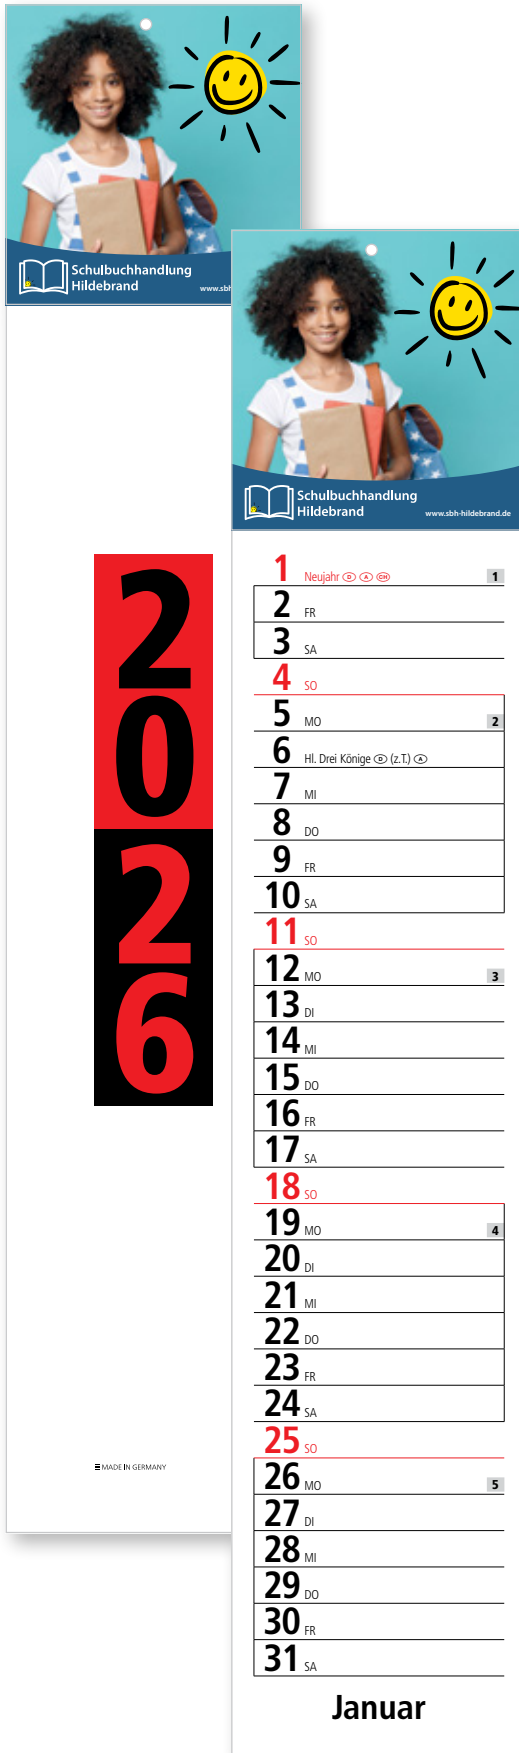 Schulbuchhandlung
Hildebrand
2
0
2
6
MADE IN GERMANY
Schulbuchhandlung
Hildebrand www.sbh-hildebrand.de
1 Neujahr D A CH 1
2 FR
3 SA
4 SO
5 MO 2
6 Hl. Drei Könige D (z.T.) A
7 MI
8 DO
9 FR
10 SA
11 SO
12 MO 3
13 DI
14 MI
15 DO
16 FR
17 SA
18 SO
19 MO 4
20 DI
21 MI
22 DO
23 FR
24 SA
25 SO
26 MO 5
27 DI
28 MI
29 DO
30 FR
31 SA
Januar